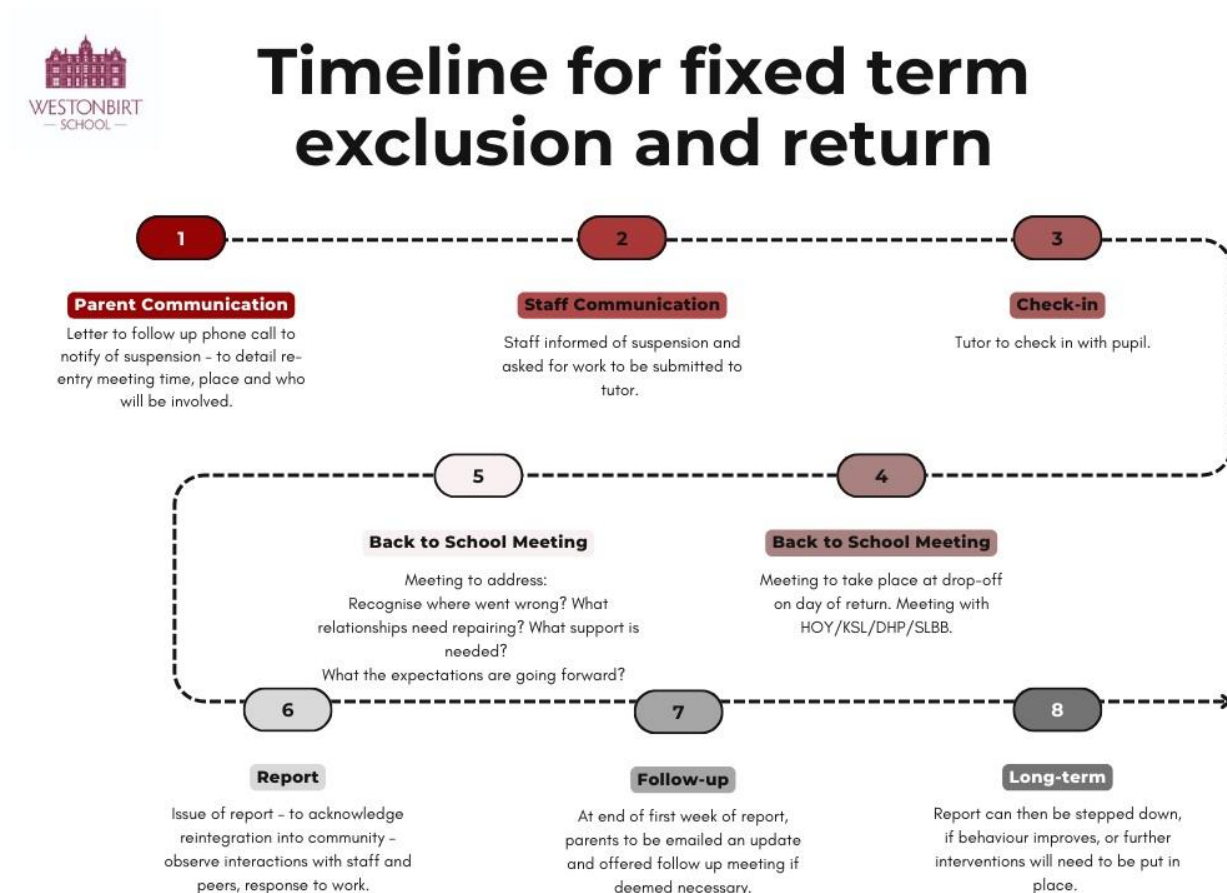 WESTONBIRT
— SCHOOL —
Timeline for fixed term
exclusion and return
1
2
3
Parent Communication
Letter to follow up phone call to
notify of suspension - to detail re-
entry meeting time, place and who
will be involved.
Staff Communication
Staff informed of suspension and
asked for work to be submitted to
tutor.
Check-in
Tutor to check in with pupil.
4
Back to School Meeting
Meeting to take place at drop-off
on day of return. Meeting with
HOY/KSL/DHP/SLBB.
5
Back to School Meeting
Meeting to address:
Recognise where went wrong? What
relationships need repairing? What support is
needed?
What the expectations are going forward?
6
7
8
Report
Issue of report - to acknowledge
reintegration into community -
observe interactions with staff and
peers, response to work.
Follow-up
At end of first week of report,
parents to be emailed an update
and offered follow up meeting if
deemed necessary.
Long-term
Report can then be stepped down,
if behaviour improves, or further
interventions will need to be put in
place.